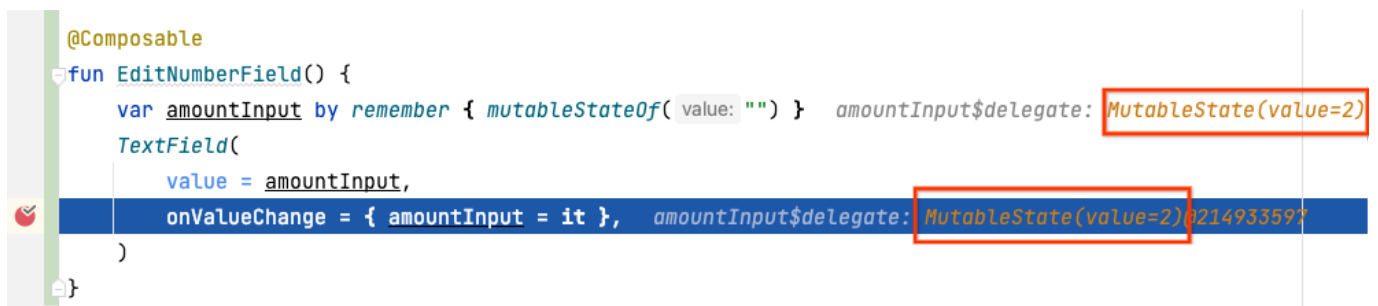 @Composable
fun EditNumberField() {
var amountInput by remember { mutableStateOf( value: "") } amountInput$delegate: MutableState(value=2)
TextField(
value = amountInput,
onValueChange = { amountInput = it }, amountInput$delegate: MutableState(value=2)@214933597
)
}